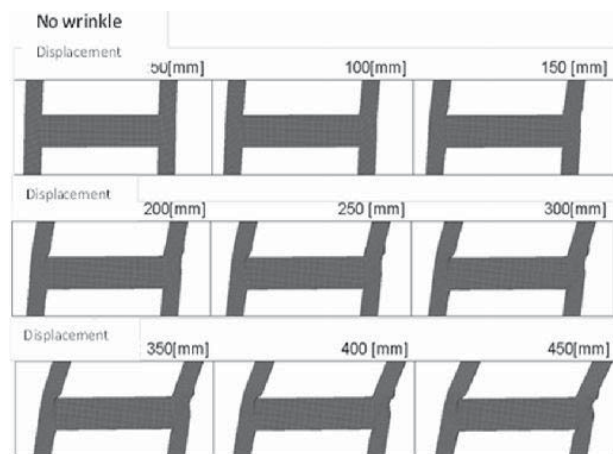 No wrinkle
Displacement
50[mm] 100[mm] 150 [mm]
Displacement
200[mm] 250 [mm] 300[mm]
Displacement
350[mm] 400 [mm] 450[mm]